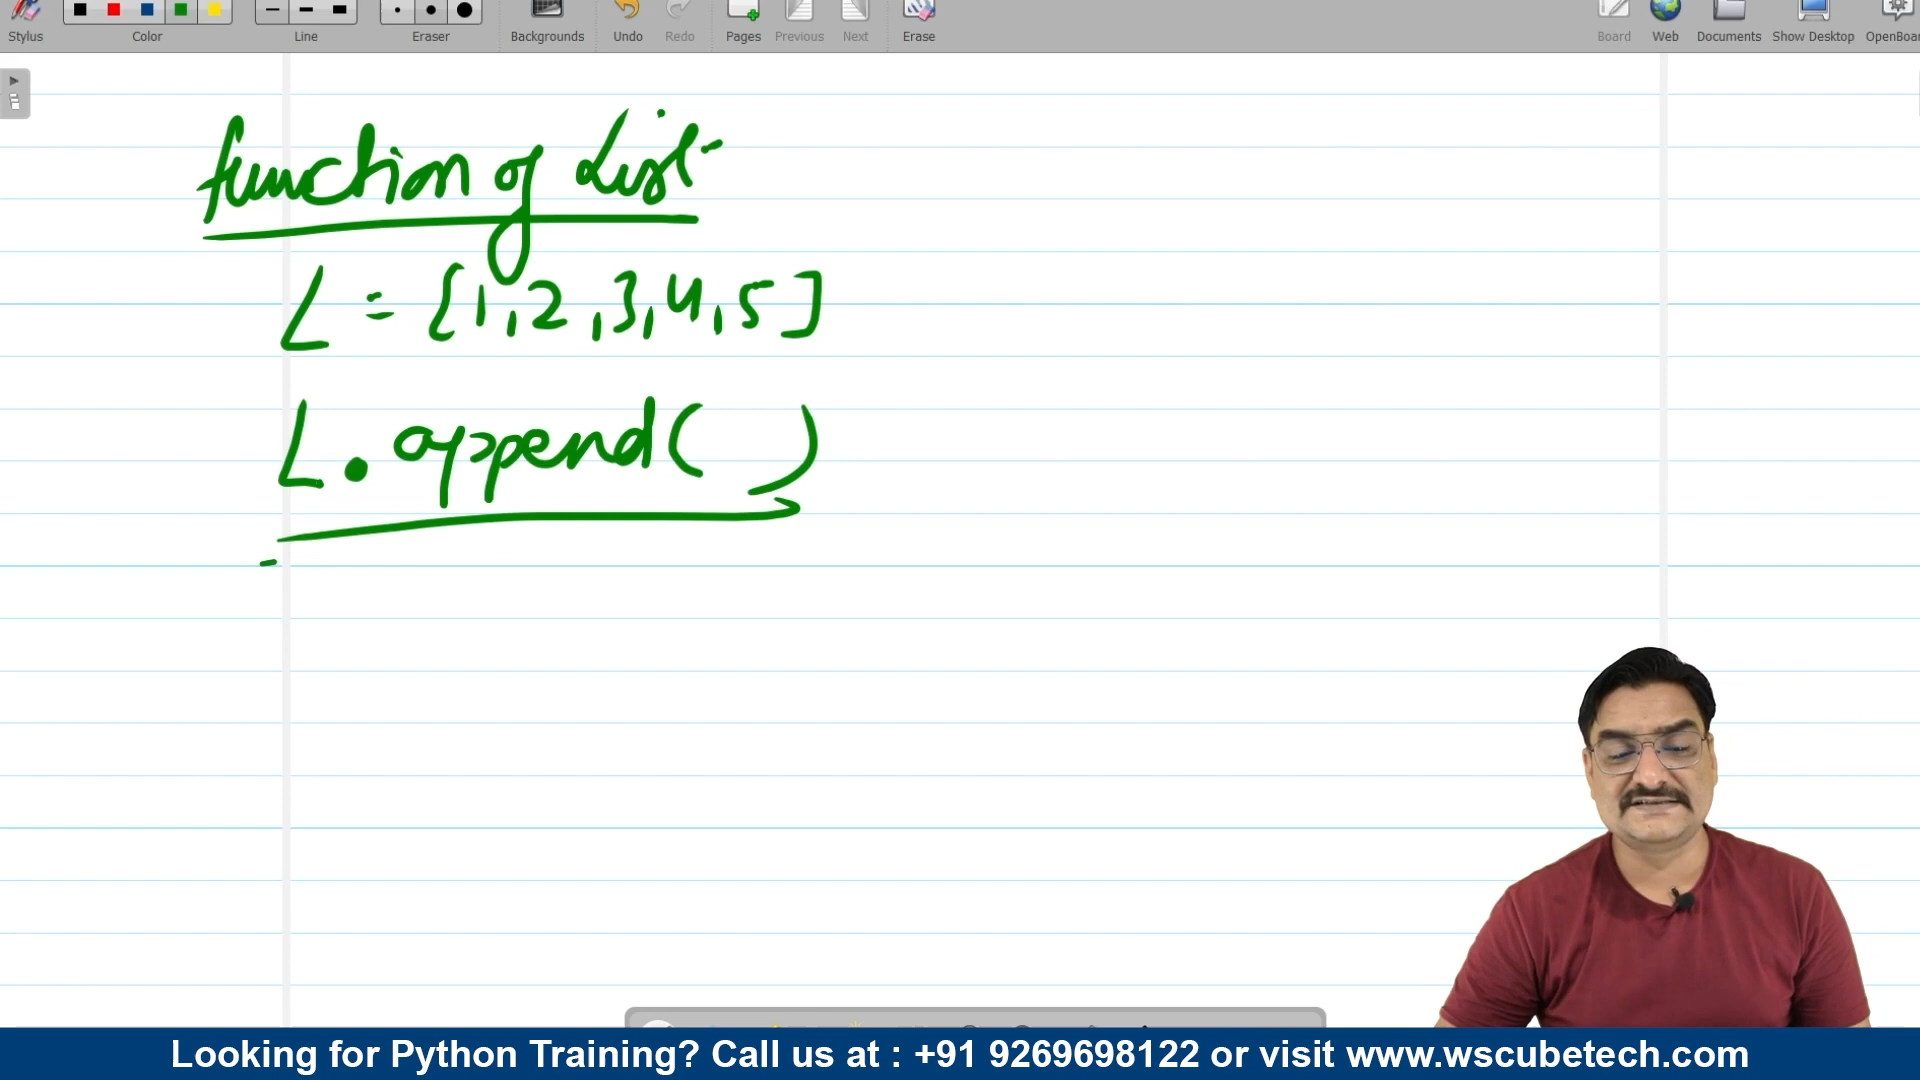 Stylus Color Line Eraser Backgrounds Undo Redo Pages Previous Next Erase Board Web Documents Show Desktop OpenBoar
function of List
L = [1,2,3,4,5]
L.append( )
Looking for Python Training? Call us at : +91 9269698122 or visit www.wscubetech.com